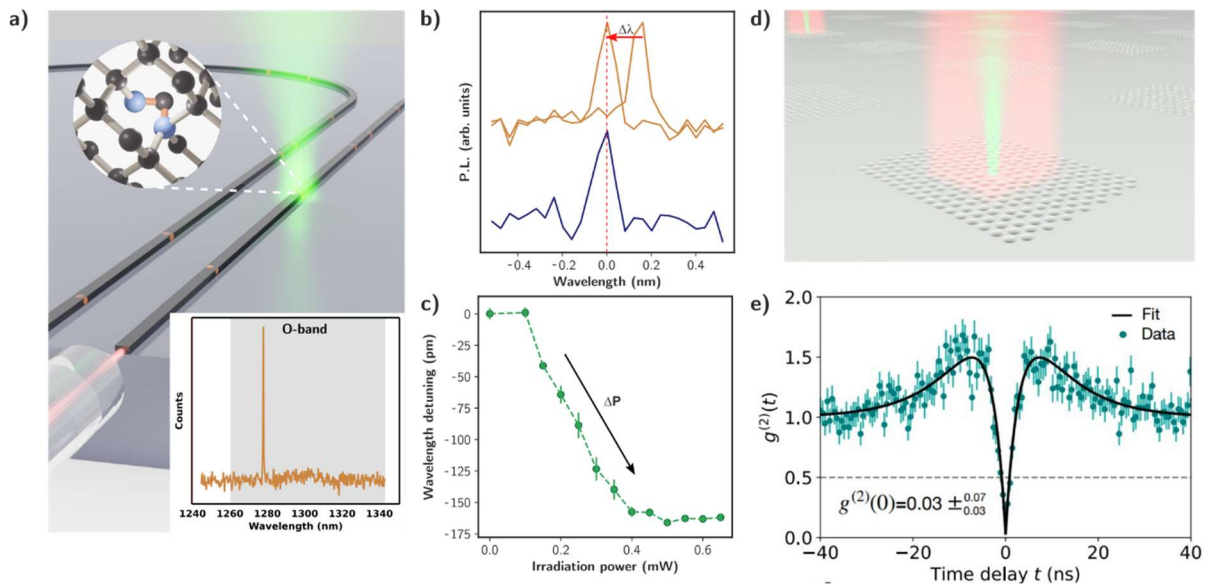 a)
O-band
Counts
1240 1260 1280 1300 1320 1340
Wavelength (nm)
b)
Δλ
P.L. (arb. units)
-0.4 -0.2 0.0 0.2 0.4
Wavelength (nm)
c)
0
-25
-50
-75
-100
-125
-150
-175
Wavelength detuning (pm)
ΔP
0.0 0.2 0.4 0.6
Irradiation power (mW)
d)
e)
2.0
1.5
1.0
0.5
0.0
g(2)(t)
Fit
Data
g(2)(0)=0.03 ±0.07 0.03
−40 −20 0 20 40
Time delay t (ns)